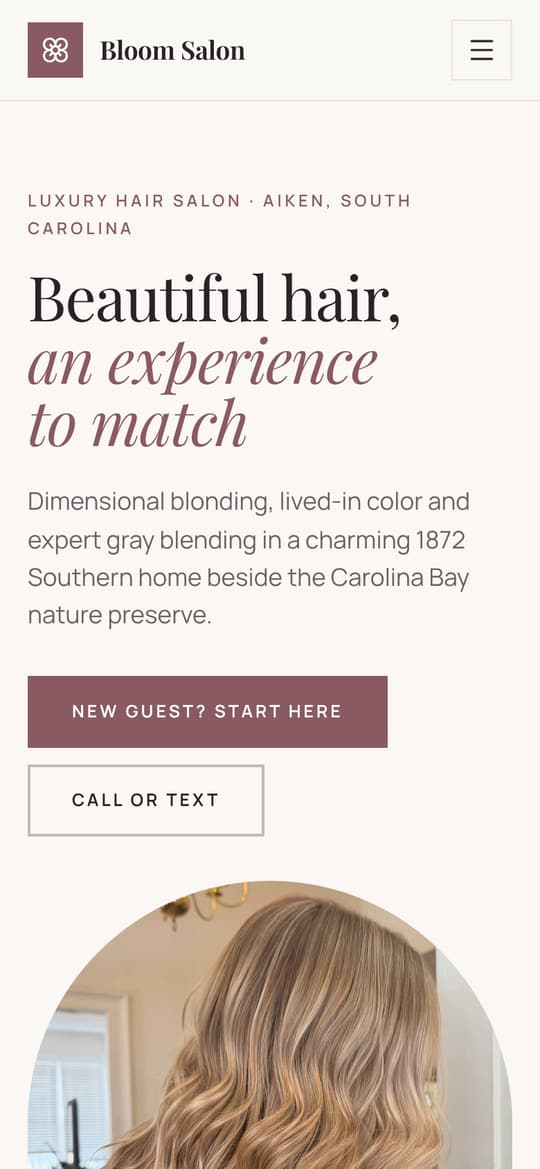 Bloom Salon
LUXURY HAIR SALON · AIKEN, SOUTH
CAROLINA
Beautiful hair,
an experience
to match
Dimensional blonding, lived-in color and
expert gray blending in a charming 1872
Southern home beside the Carolina Bay
nature preserve.
NEW GUEST? START HERE
CALL OR TEXT